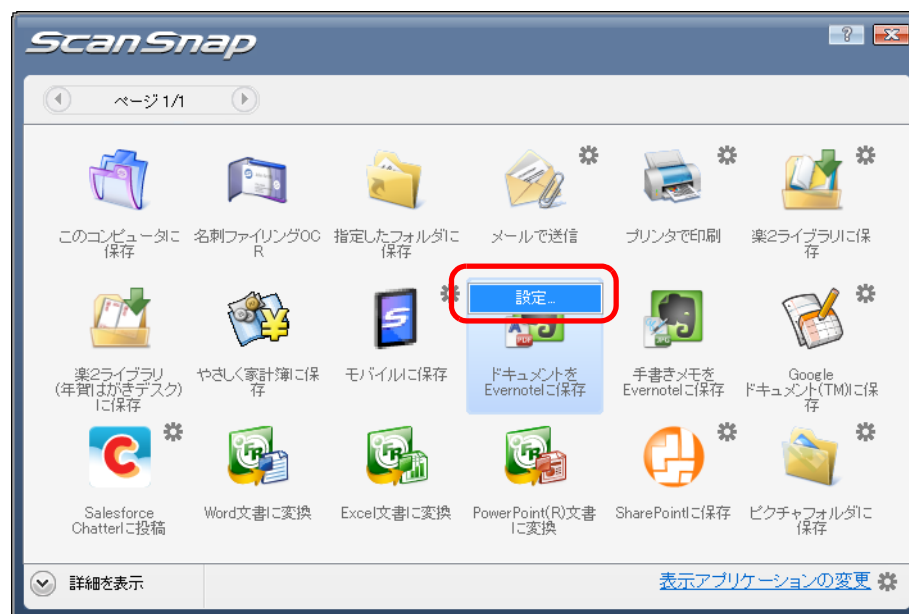 ScanSnap
ページ 1/1
このコンピュータに
保存
名刺ファイリングOC
R
指定したフォルダに
保存
メールで送信
プリンタで印刷
楽2ライブラリに保
存
設定...
楽2ライブラリ
(年賀はがきデスク)
に保存
やさしく家計簿に保
存
モバイルに保存
ドキュメントを
Evernoteに保存
手書きメモを
Evernoteに保存
Google
ドキュメント(TM)に保
存
Salesforce
Chatterに投稿
Word文書に変換
Excel文書に変換
PowerPoint(R)文書
に変換
SharePointに保存
ピクチャフォルダに
保存
詳細を表示
表示アプリケーションの変更